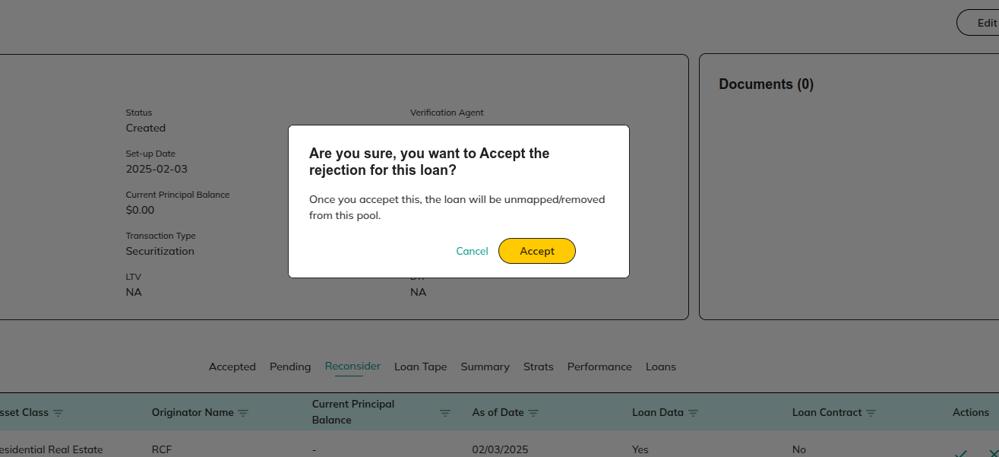 Edit
Documents (0)
Status
Verification Agent
Created
Are you sure, you want to Accept the
rejection for this loan?
Once you accepet this, the loan will be unmapped/removed
from this pool.
Cancel
Accept
Set-up Date
2025-02-03
Current Principal Balance
$0.00
Transaction Type
Securitization
LTV
NA
NA
Accepted Pending Reconsider Loan Tape Summary Strats Performance Loans
sset Class Originator Name Current Principal Balance As of Date Loan Data Loan Contract Actions
esidential Real Estate RCF - 02/03/2025 Yes No